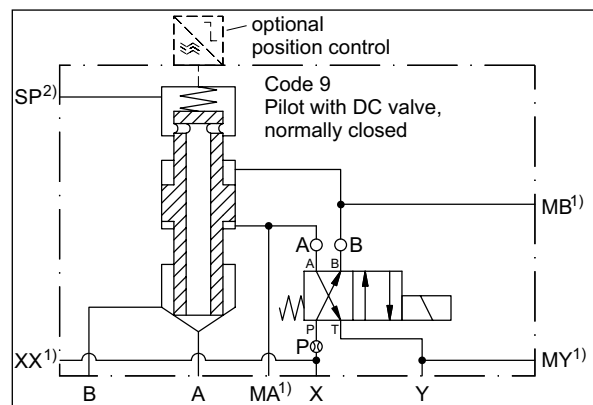 optional
position control
SP2)
Code 9
Pilot with DC valve,
normally closed
MB1)
A
B
A
B
P
T
P
XX1)
MY1)
B
A
MA1)
X
Y